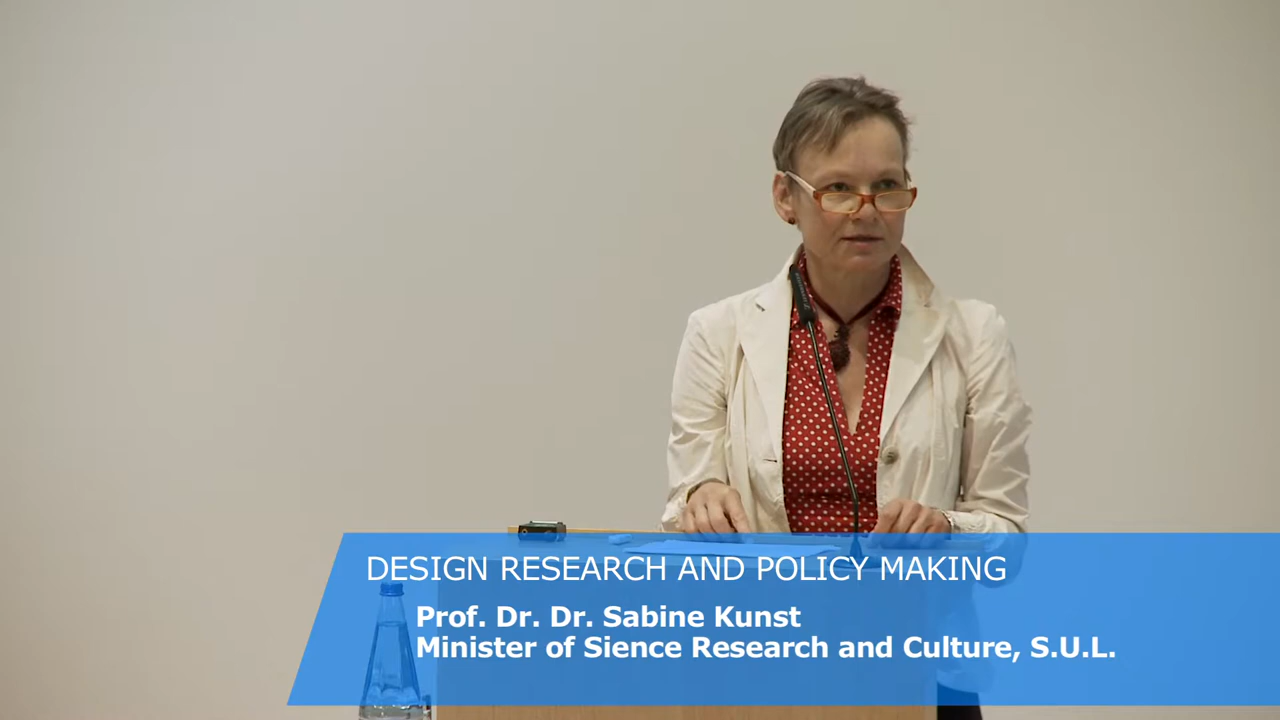 DESIGN RESEARCH AND POLICY MAKING
Prof. Dr. Dr. Sabine Kunst
Minister of Sience Research and Culture, S.U.L.